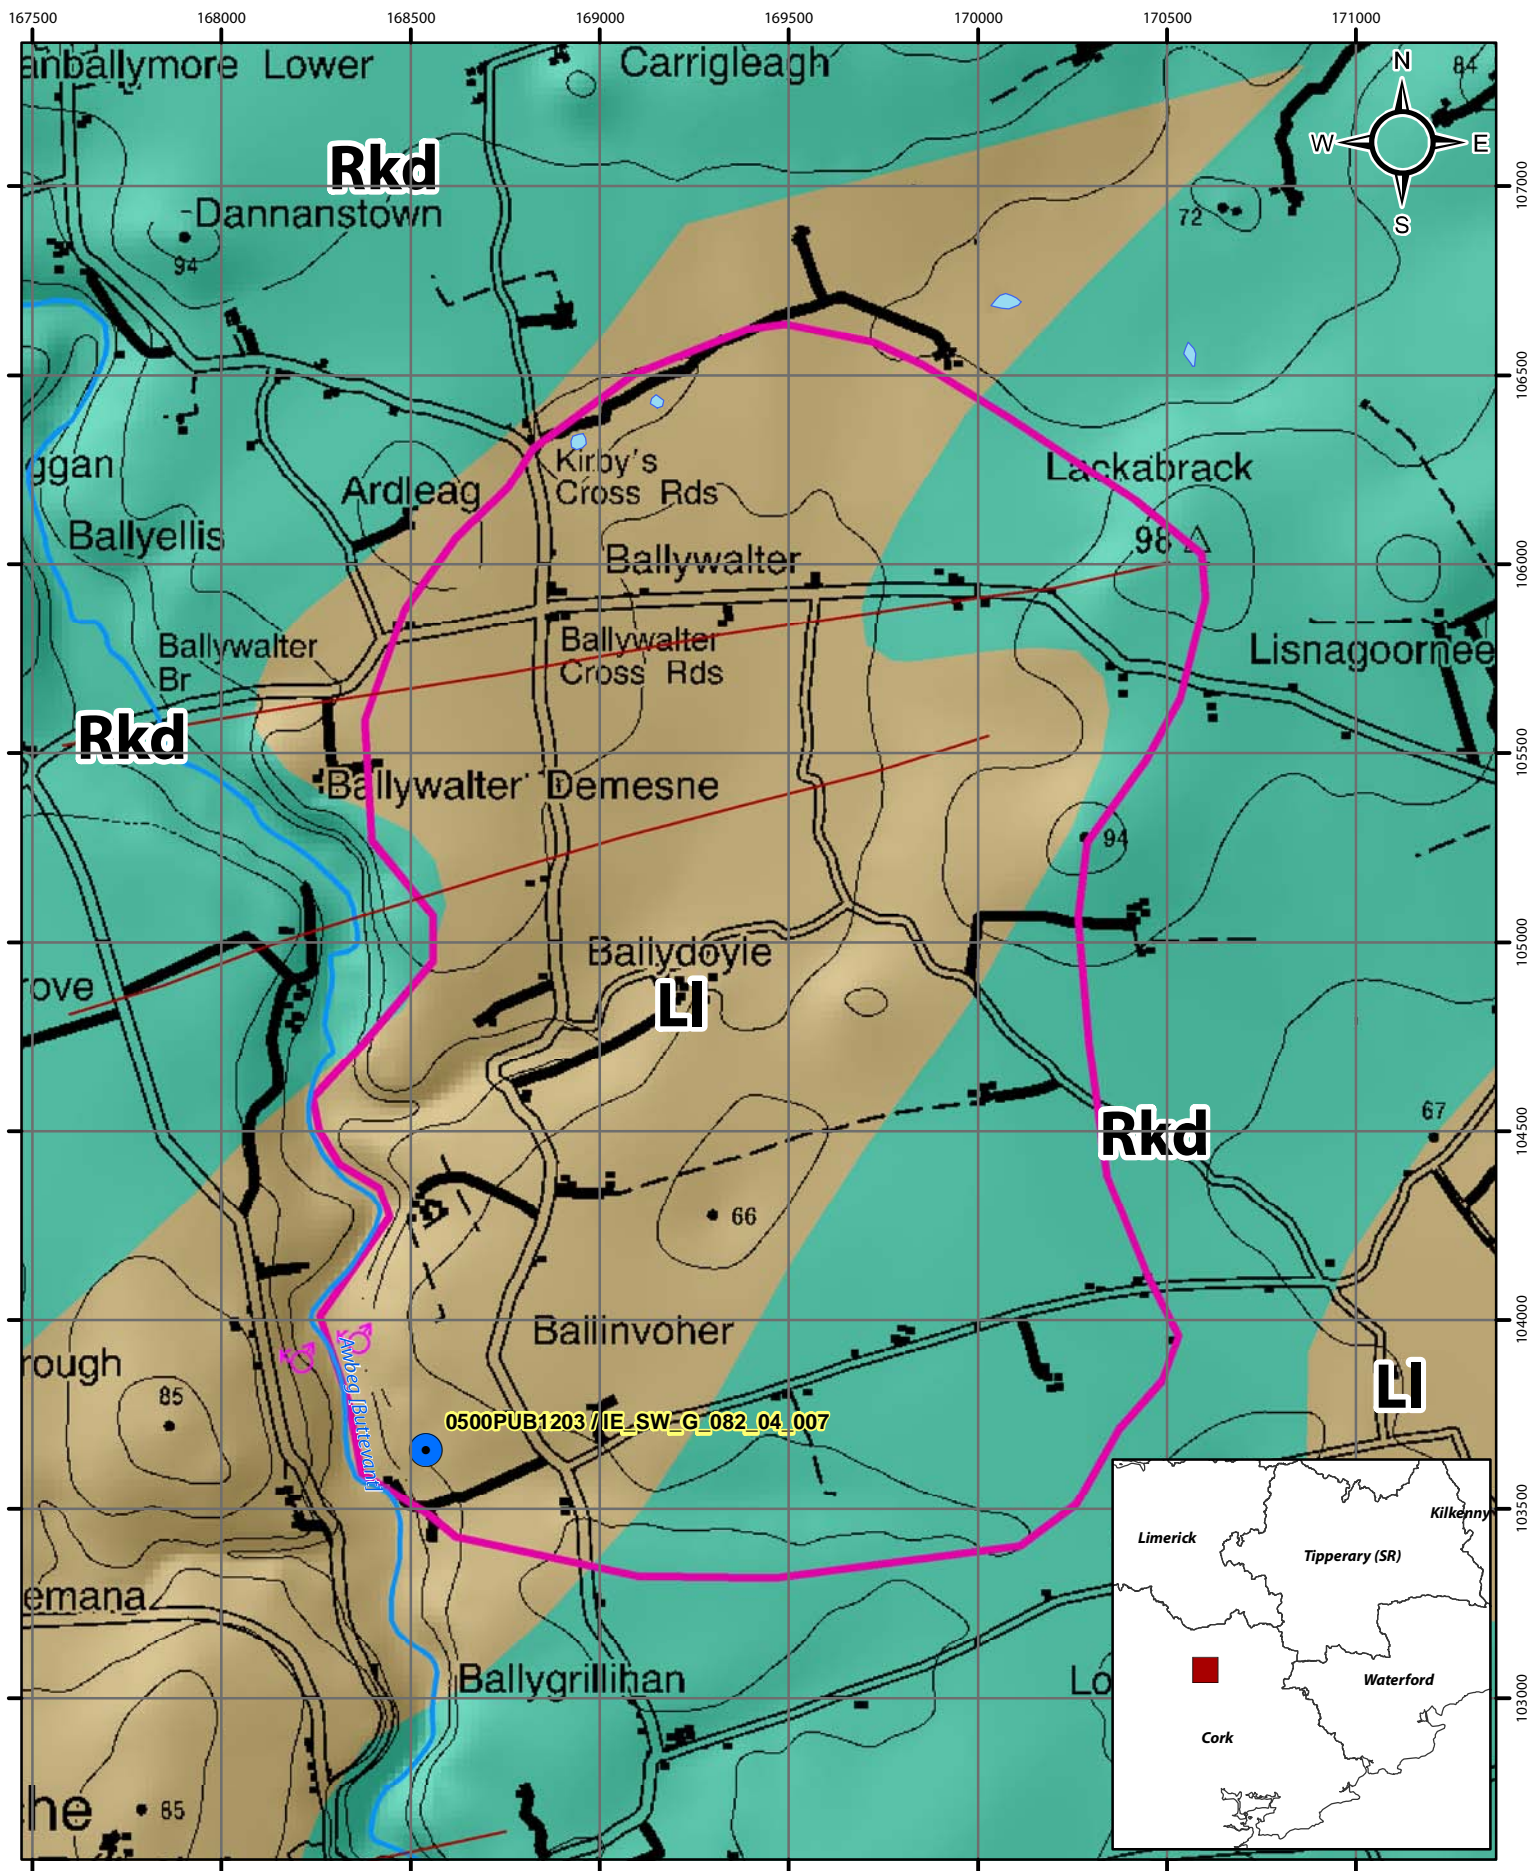 167500 168000 168500 169000 169500 170000 170500 171000
anballymore Lower
Carrigleagh
84
N
W E
S
Rkd
107000
Dannanstown
94
72
106500
ggan
Ardleag
Kirby's
Cross Rds
Lackabrack
98
Ballyellis
Ballywalter
106000
Ballywalter
Br
Ballywalter
Cross Rds
Lisnagoornee
Rkd
105500
Ballywalter Demesne
94
105000
Ballydoyle
ove
Ll
67
Rkd
104500
66
Ballinvoher
104000
K
K
rough
85
Awbeg [Buttevant]
Ll
0500PUB1203 / IE_SW_G_082_04_007
103500
Limerick
Kilkenny
Tipperary (SR)
emana
Ballygrillihan
Lo
Waterford
103000
Cork
he
85